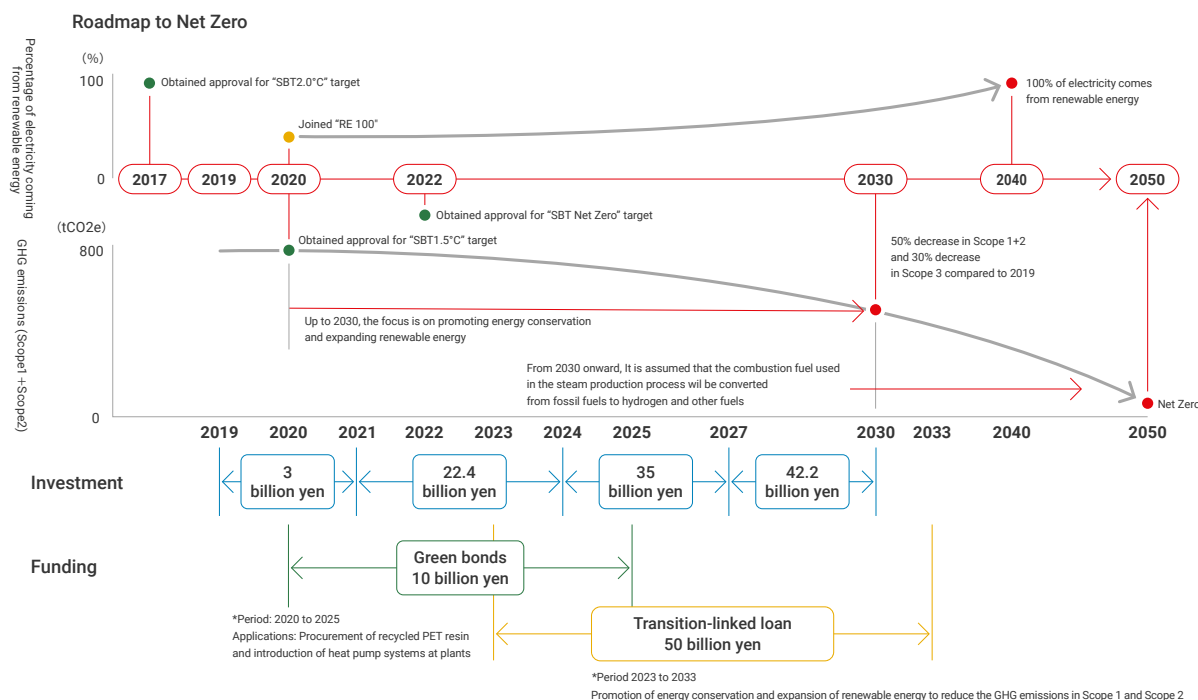 Roadmap to Net Zero
Percentage of electricity coming
from renewable energy
(%)
100
0
Obtained approval for “SBT2.0°C” target
Joined “RE 100"
100% of electricity comes
from renewable energy
2017
2019
2020
2022
2030
2040
2050
Obtained approval for “SBT Net Zero” target
GHG emissions (Scope1+Scope2)
(tCO2e)
800
0
Obtained approval for “SBT1.5°C” target
50% decrease in Scope 1+2
and 30% decrease
in Scope 3 compared to 2019
Up to 2030, the focus is on promoting energy conservation
and expanding renewable energy
From 2030 onward, It is assumed that the combustion fuel used
in the steam production process wil be converted
from fossil fuels to hydrogen and other fuels
Net Zero
2019
2020
2021
2022
2023
2024
2025
2027
2030
2033
2040
2050
Investment
3
billion yen
22.4
billion yen
35
billion yen
42.2
billion yen
Funding
Green bonds
10 billion yen
*Period: 2020 to 2025
Applications: Procurement of recycled PET resin
and introduction of heat pump systems at plants
Transition-linked loan
50 billion yen
*Period 2023 to 2033
Promotion of energy conservation and expansion of renewable energy to reduce the GHG emissions in Scope 1 and Scope 2